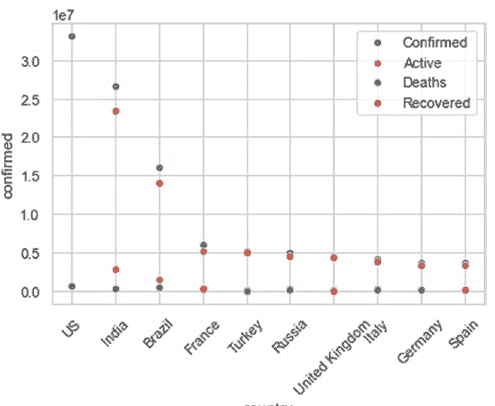 1e7
3.0
2.5
2.0
1.5
1.0
0.5
0.0
confirmed
Confirmed
Active
Deaths
Recovered
US
India
Brazil
France
Turkey
Russia
United Kingdom
Italy
Germany
Spain